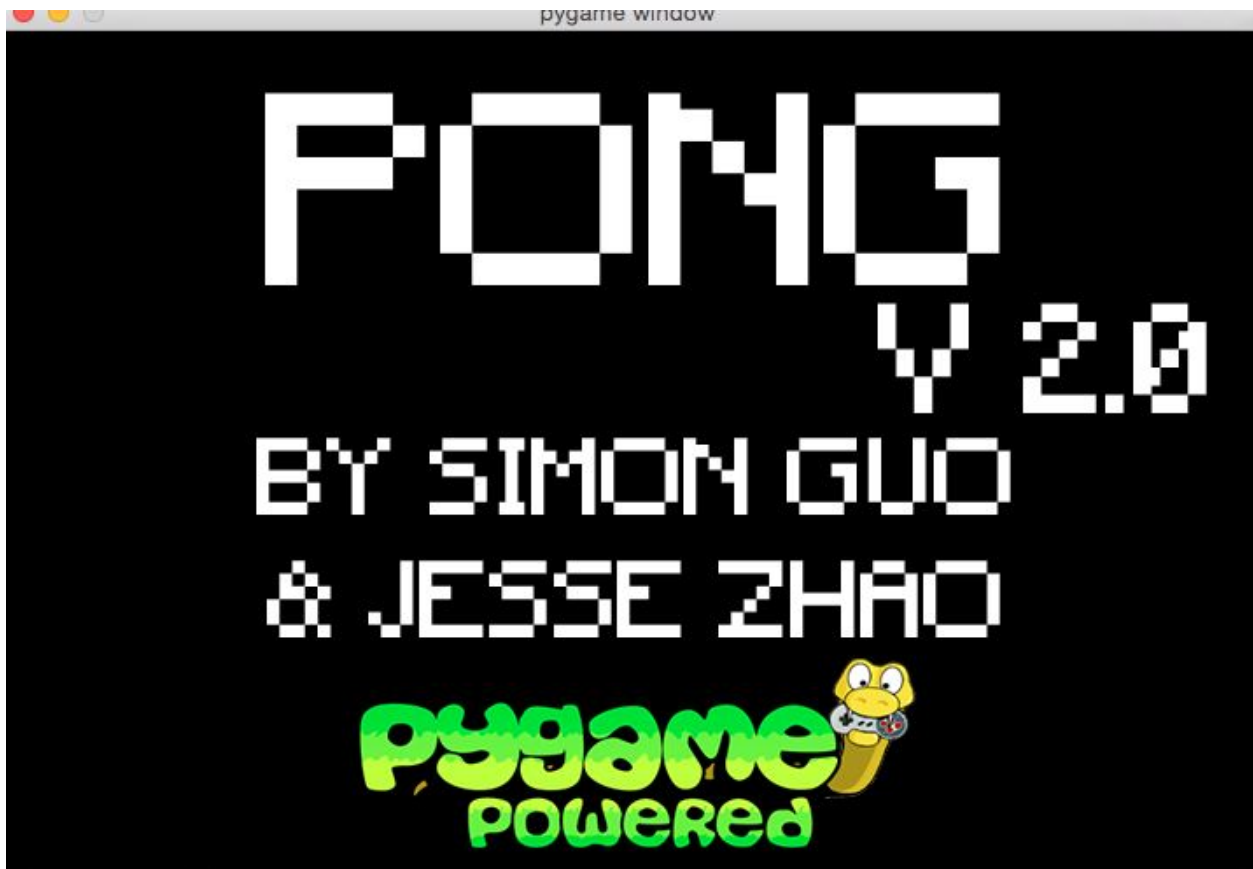 pygame window
PONG
V 2.0
BY SIMON GUO
& JESSE ZHAO
pygame
powered